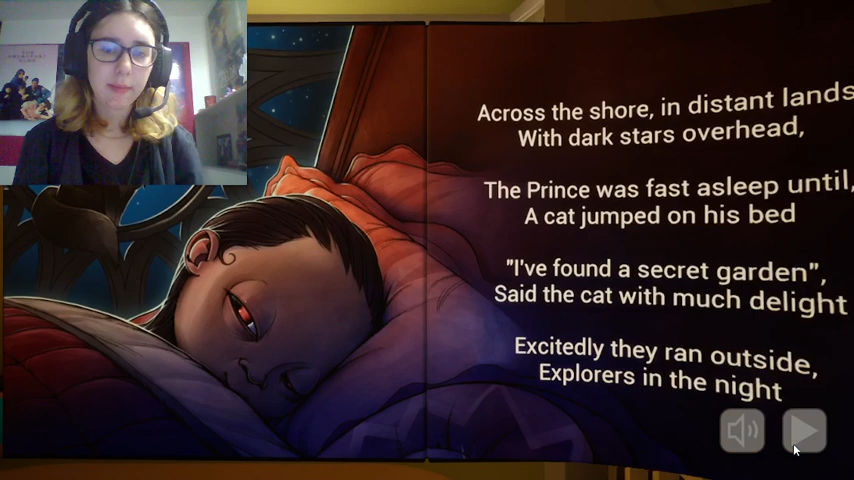 Across the shore, in distant lands
With dark stars overhead,
The Prince was fast asleep until,
A cat jumped on his bed
"I've found a secret garden",
Said the cat with much delight
Excitedly they ran outside,
Explorers in the night